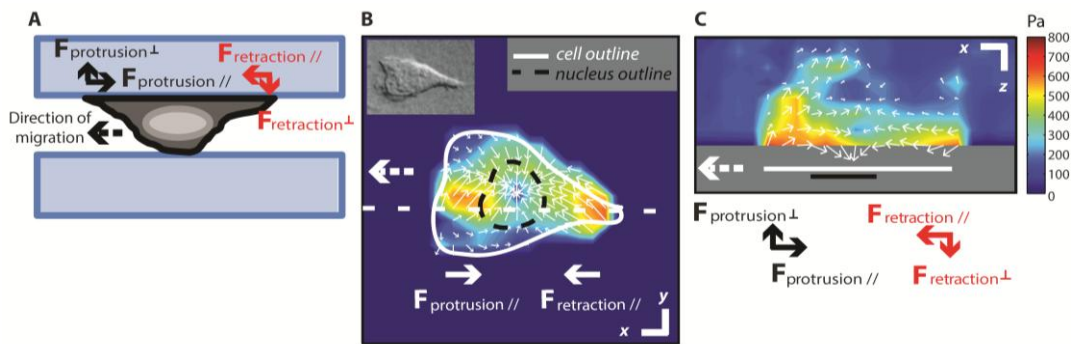 A
F protrusion⊥
F protrusion //
F retraction //
F retraction⊥
Direction of
migration
B
cell outline
nucleus outline
F protrusion //
F retraction //
y
x
C
Pa
x
z
800
700
600
500
400
300
200
100
0
F protrusion⊥
F protrusion //
F retraction //
F retraction⊥